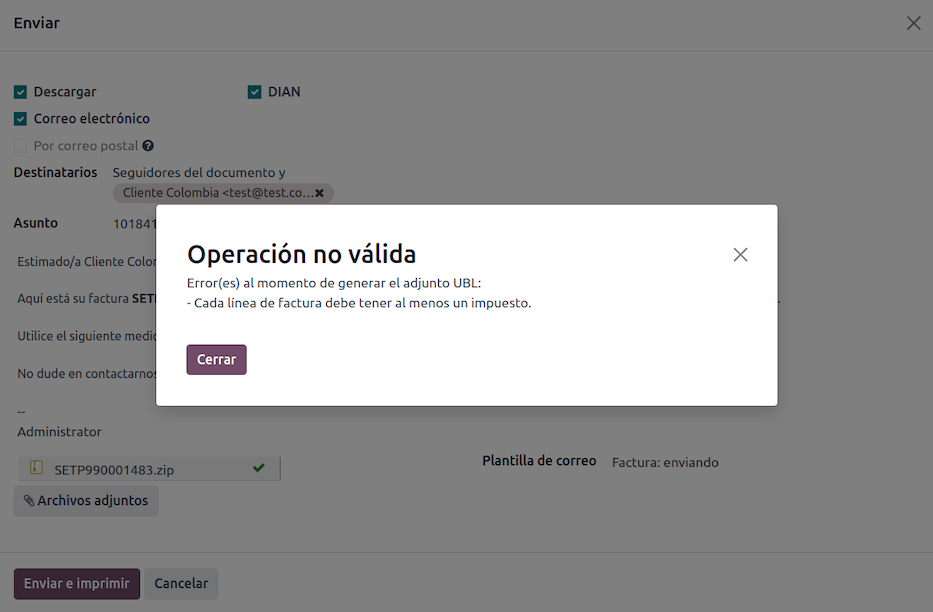 Enviar
Descargar
DIAN
Correo electrónico
Por correo postal
Destinatarios
Seguidores del documento y
Cliente Colombia <test@test.co...
Asunto
101841
Operación no válida
Estimado/a Cliente Color
Error(es) al momento de generar el adjunto UBL:
Aquí está su factura SETP
- Cada línea de factura debe tener al menos un impuesto.
Utilice el siguiente medio
Cerrar
No dude en contactarnos
--
Administrator
SETP990001483.zip
Plantilla de correo
Factura: enviando
Archivos adjuntos
Enviar e imprimir
Cancelar